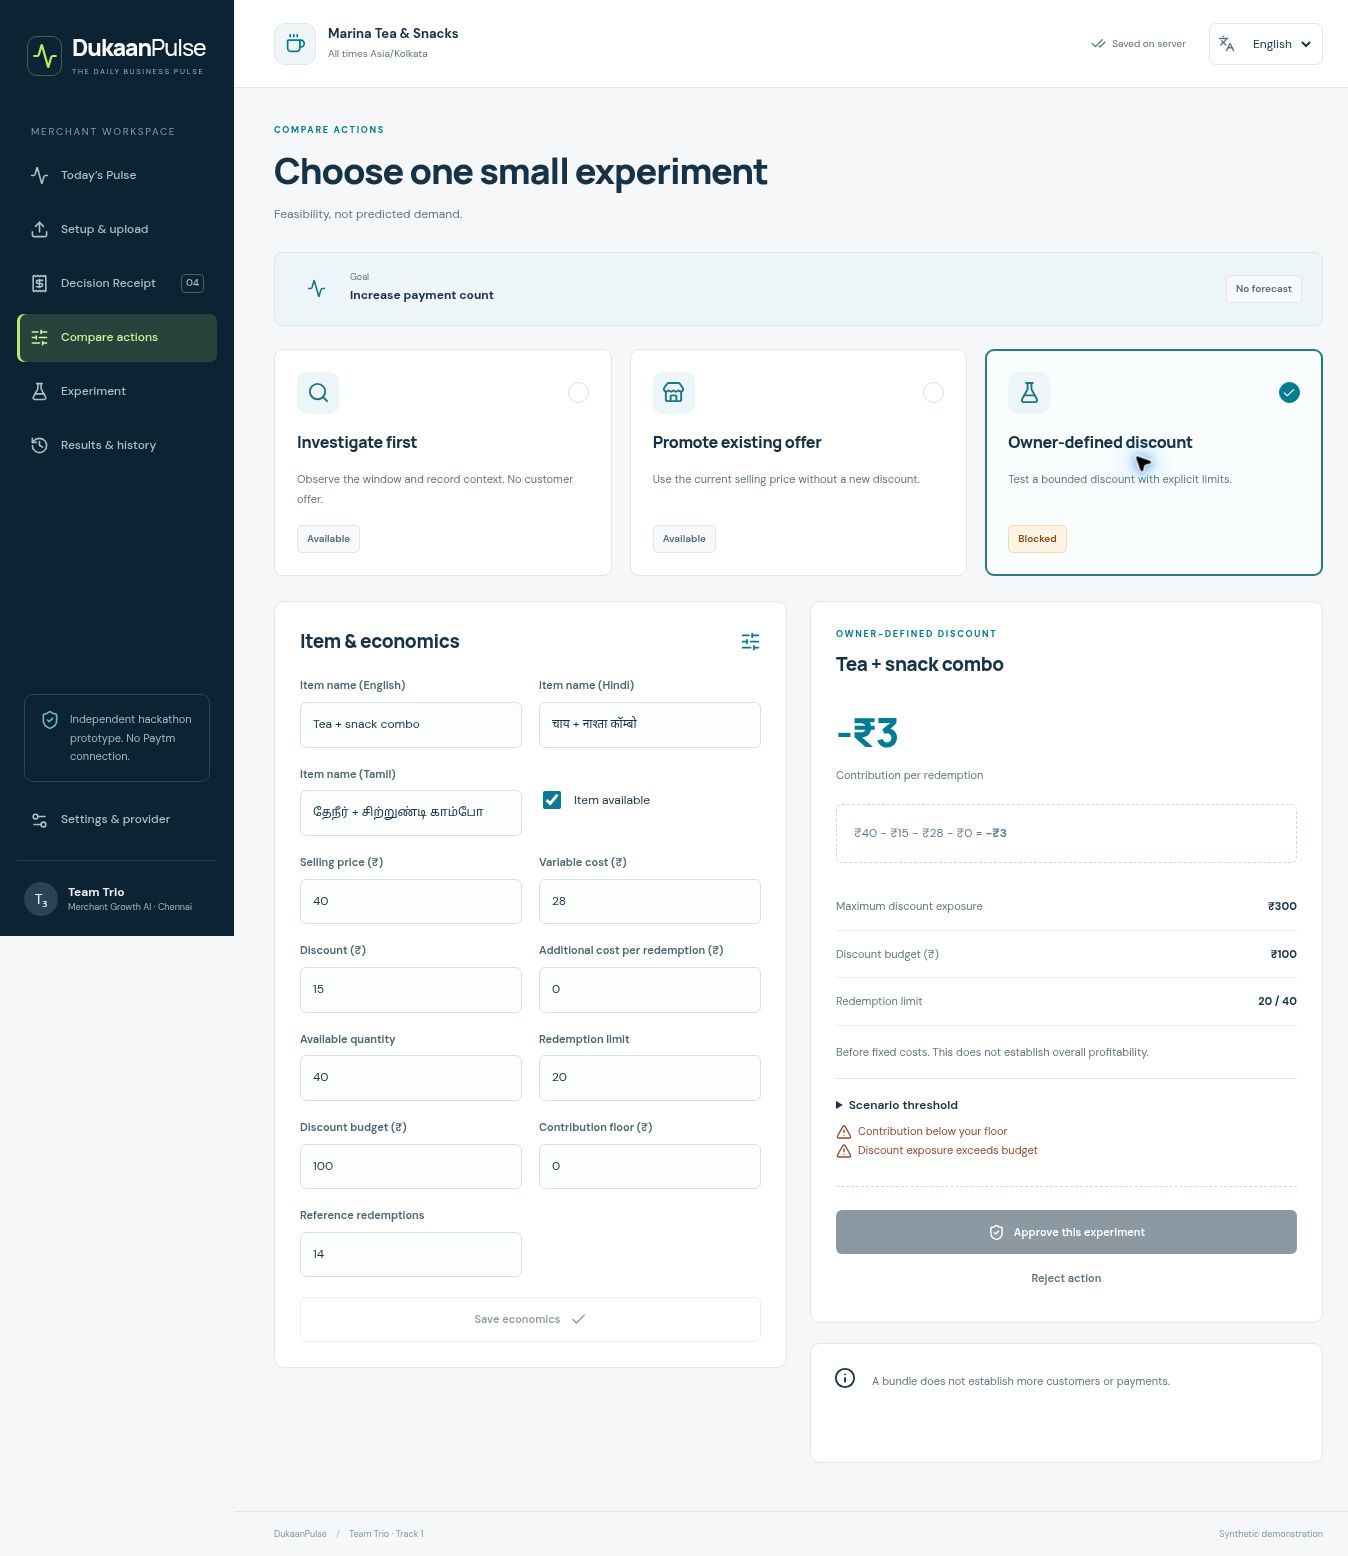 DukaanPulse
THE DAILY BUSINESS PULSE
MERCHANT WORKSPACE
Today's Pulse
Setup & upload
Decision Receipt
04
Compare actions
Experiment
Results & history
Independent hackathon
prototype. No Paytm
connection.
Settings & provider
T3
Team Trio
Merchant Growth AI · Chennai
Marina Tea & Snacks
All times Asia/Kolkata
Saved on server
English
COMPARE ACTIONS
Choose one small experiment
Feasibility, not predicted demand.
Goal
Increase payment count
No forecast
Investigate first
Observe the window and record context. No customer
offer.
Available
Promote existing offer
Use the current selling price without a new discount.
Available
Owner-defined discount
Test a bounded discount with explicit limits.
Blocked
Item & economics
Item name (English)
Tea + snack combo
Item name (Hindi)
चाय + नाश्ता कॉम्बो
Item name (Tamil)
தேநீர் + சிற்றுண்டி காம்போ
Item available
Selling price (₹)
40
Variable cost (₹)
28
Discount (₹)
15
Additional cost per redemption (₹)
0
Available quantity
40
Redemption limit
20
Discount budget (₹)
100
Contribution floor (₹)
0
Reference redemptions
14
Save economics
OWNER-DEFINED DISCOUNT
Tea + snack combo
-₹3
Contribution per redemption
₹40 − ₹15 − ₹28 − ₹0 = -₹3
Maximum discount exposure
₹300
Discount budget (₹)
₹100
Redemption limit
20 / 40
Before fixed costs. This does not establish overall profitability.
Scenario threshold
Contribution below your floor
Discount exposure exceeds budget
Approve this experiment
Reject action
A bundle does not establish more customers or payments.
DukaanPulse / Team Trio · Track 1
Synthetic demonstration